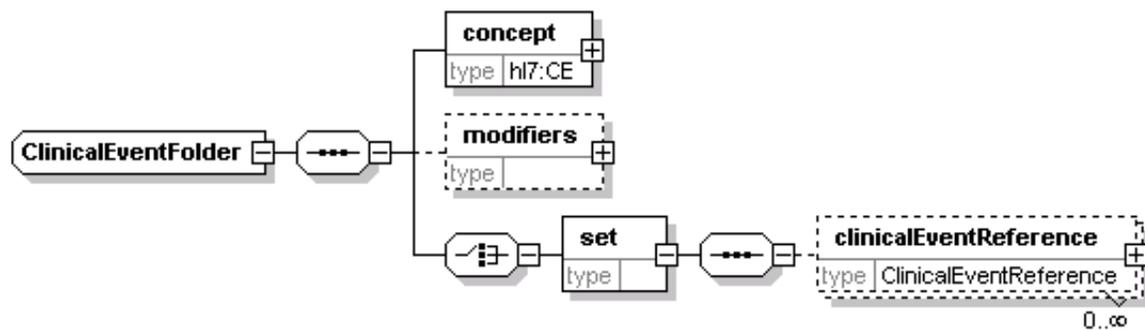 concept
type hl7:CE
ClinicalEventFolder
modifiers
type
set
type
clinicalEventReference
type ClinicalEventReference
0..∞